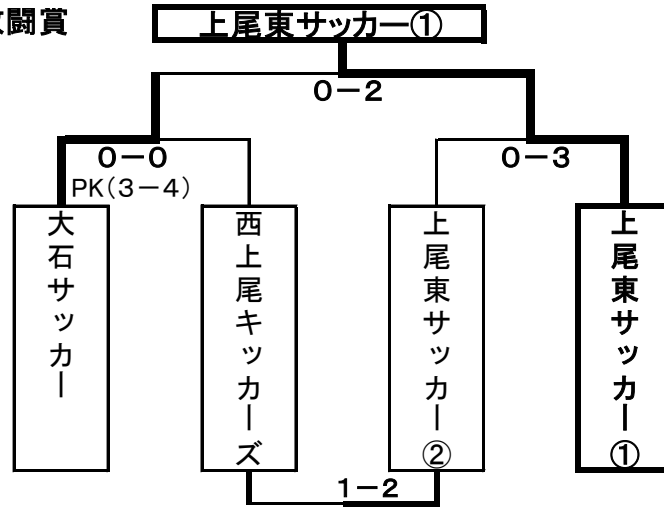 闘賞
上尾東サッカー①
0－2
0－0
0－3
PK(3－4)
大石サッカー
西上尾キッカーズ
上尾東サッカー②
上尾東サッカー①
1－2